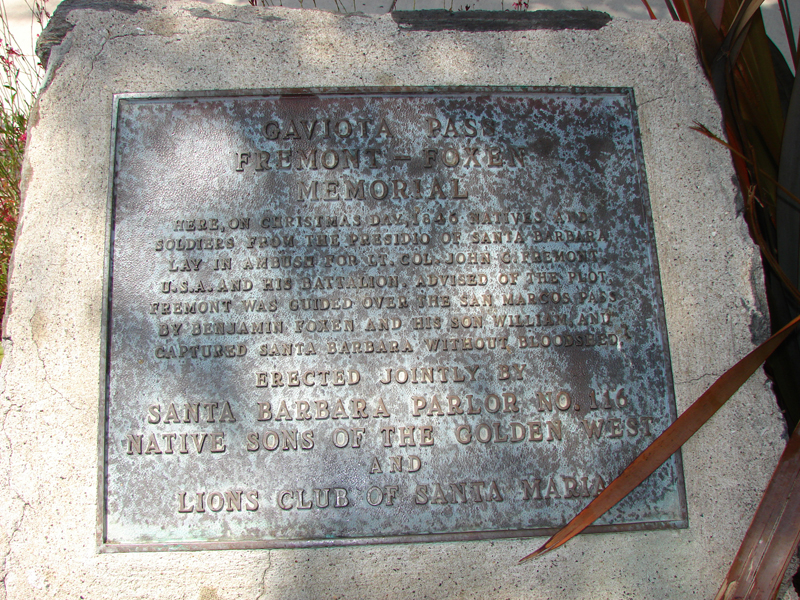 GAVIOTA PASS
FREMONT - FOXEN
MEMORIAL
HERE, ON CHRISTMAS DAY, 1846, NATIVES AND
SOLDIERS FROM THE PRESIDIO OF SANTA BARBARA
LAY IN AMBUSH FOR LT. COL. JOHN C. FREMONT,
U.S.A. AND HIS BATTALION. ADVISED OF THE PLOT,
FREMONT WAS GUIDED OVER THE SAN MARCOS PASS
BY BENJAMIN FOXEN AND HIS SON WILLIAM AND
CAPTURED SANTA BARBARA WITHOUT BLOODSHED.
ERECTED JOINTLY BY
SANTA BARBARA PARLOR NO. 116
NATIVE SONS OF THE GOLDEN WEST
AND
LIONS CLUB OF SANTA MARIA